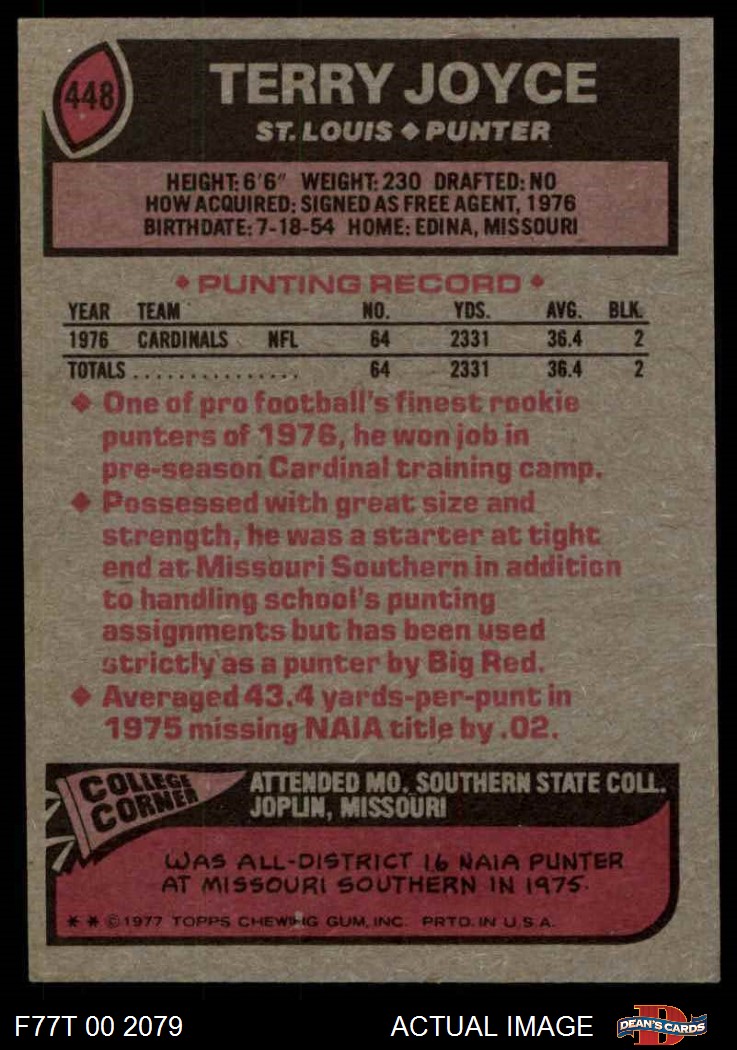 448
TERRY JOYCE
ST. LOUIS ◆ PUNTER
HEIGHT: 6'6" WEIGHT: 230 DRAFTED: NO
HOW ACQUIRED: SIGNED AS FREE AGENT, 1976
BIRTHDATE: 7-18-54 HOME: EDINA, MISSOURI
◆ PUNTING RECORD ◆
YEAR TEAM NO. YDS. AVG. BLK.
1976 CARDINALS NFL 64 2331 36.4 2
TOTALS ............... 64 2331 36.4 2
◆ One of pro football's finest rookie
punters of 1976, he won job in
pre-season Cardinal training camp.
◆ Possessed with great size and
strength, he was a starter at tight
end at Missouri Southern in addition
to handling school's punting
assignments but has been used
strictly as a punter by Big Red.
◆ Averaged 43.4 yards-per-punt in
1975 missing NAIA title by .02.
COLLEGE
CORNER
ATTENDED MO. SOUTHERN STATE COLL.
JOPLIN, MISSOURI
WAS ALL-DISTRICT 16 NAIA PUNTER
AT MISSOURI SOUTHERN IN 1975.
* * © 1977 TOPPS CHEWING GUM, INC. PRTD. IN U.S.A.
F77T 00 2079 ACTUAL IMAGE
D
DEAN'S CARDS